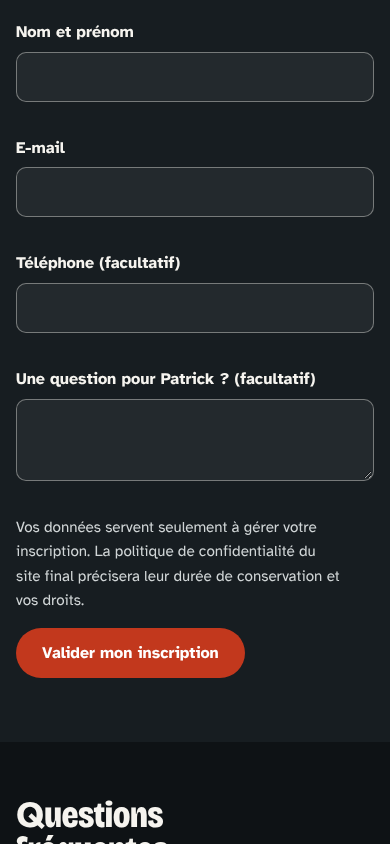 Nom et prénom
E-mail
Téléphone (facultatif)
Une question pour Patrick ? (facultatif)
Vos données servent seulement à gérer votre
inscription. La politique de confidentialité du
site final précisera leur durée de conservation et
vos droits.
Valider mon inscription
Questions
fréquentes